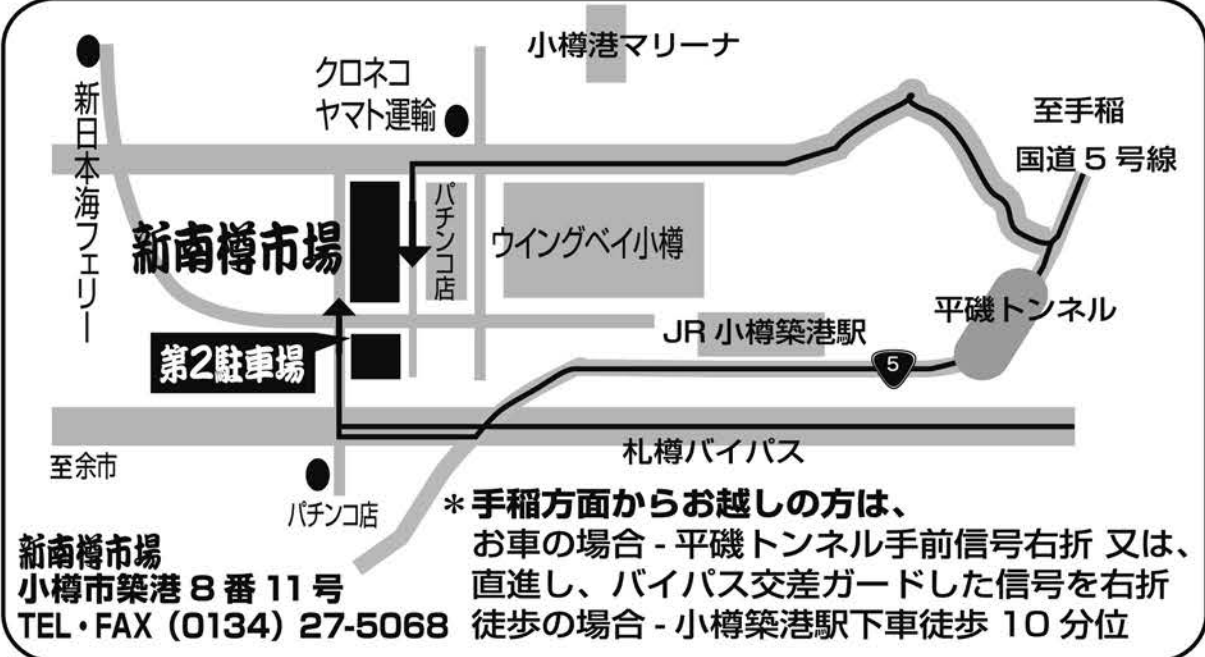 小樽港マリーナ
クロネコ
ヤマト運輸
新日本海フェリー
至手稲
国道5号線
新南樽市場
パチンコ店
ウイングベイ小樽
平磯トンネル
JR 小樽築港駅
第2駐車場
5
札樽バイパス
至余市
パチンコ店
*手稲方面からお越しの方は、
お車の場合 - 平磯トンネル手前信号右折 又は、
直進し、バイパス交差ガードした信号を右折
徒歩の場合 - 小樽築港駅下車徒歩 10 分位
新南樽市場
小樽市築港 8 番 11 号
TEL・FAX (0134) 27-5068